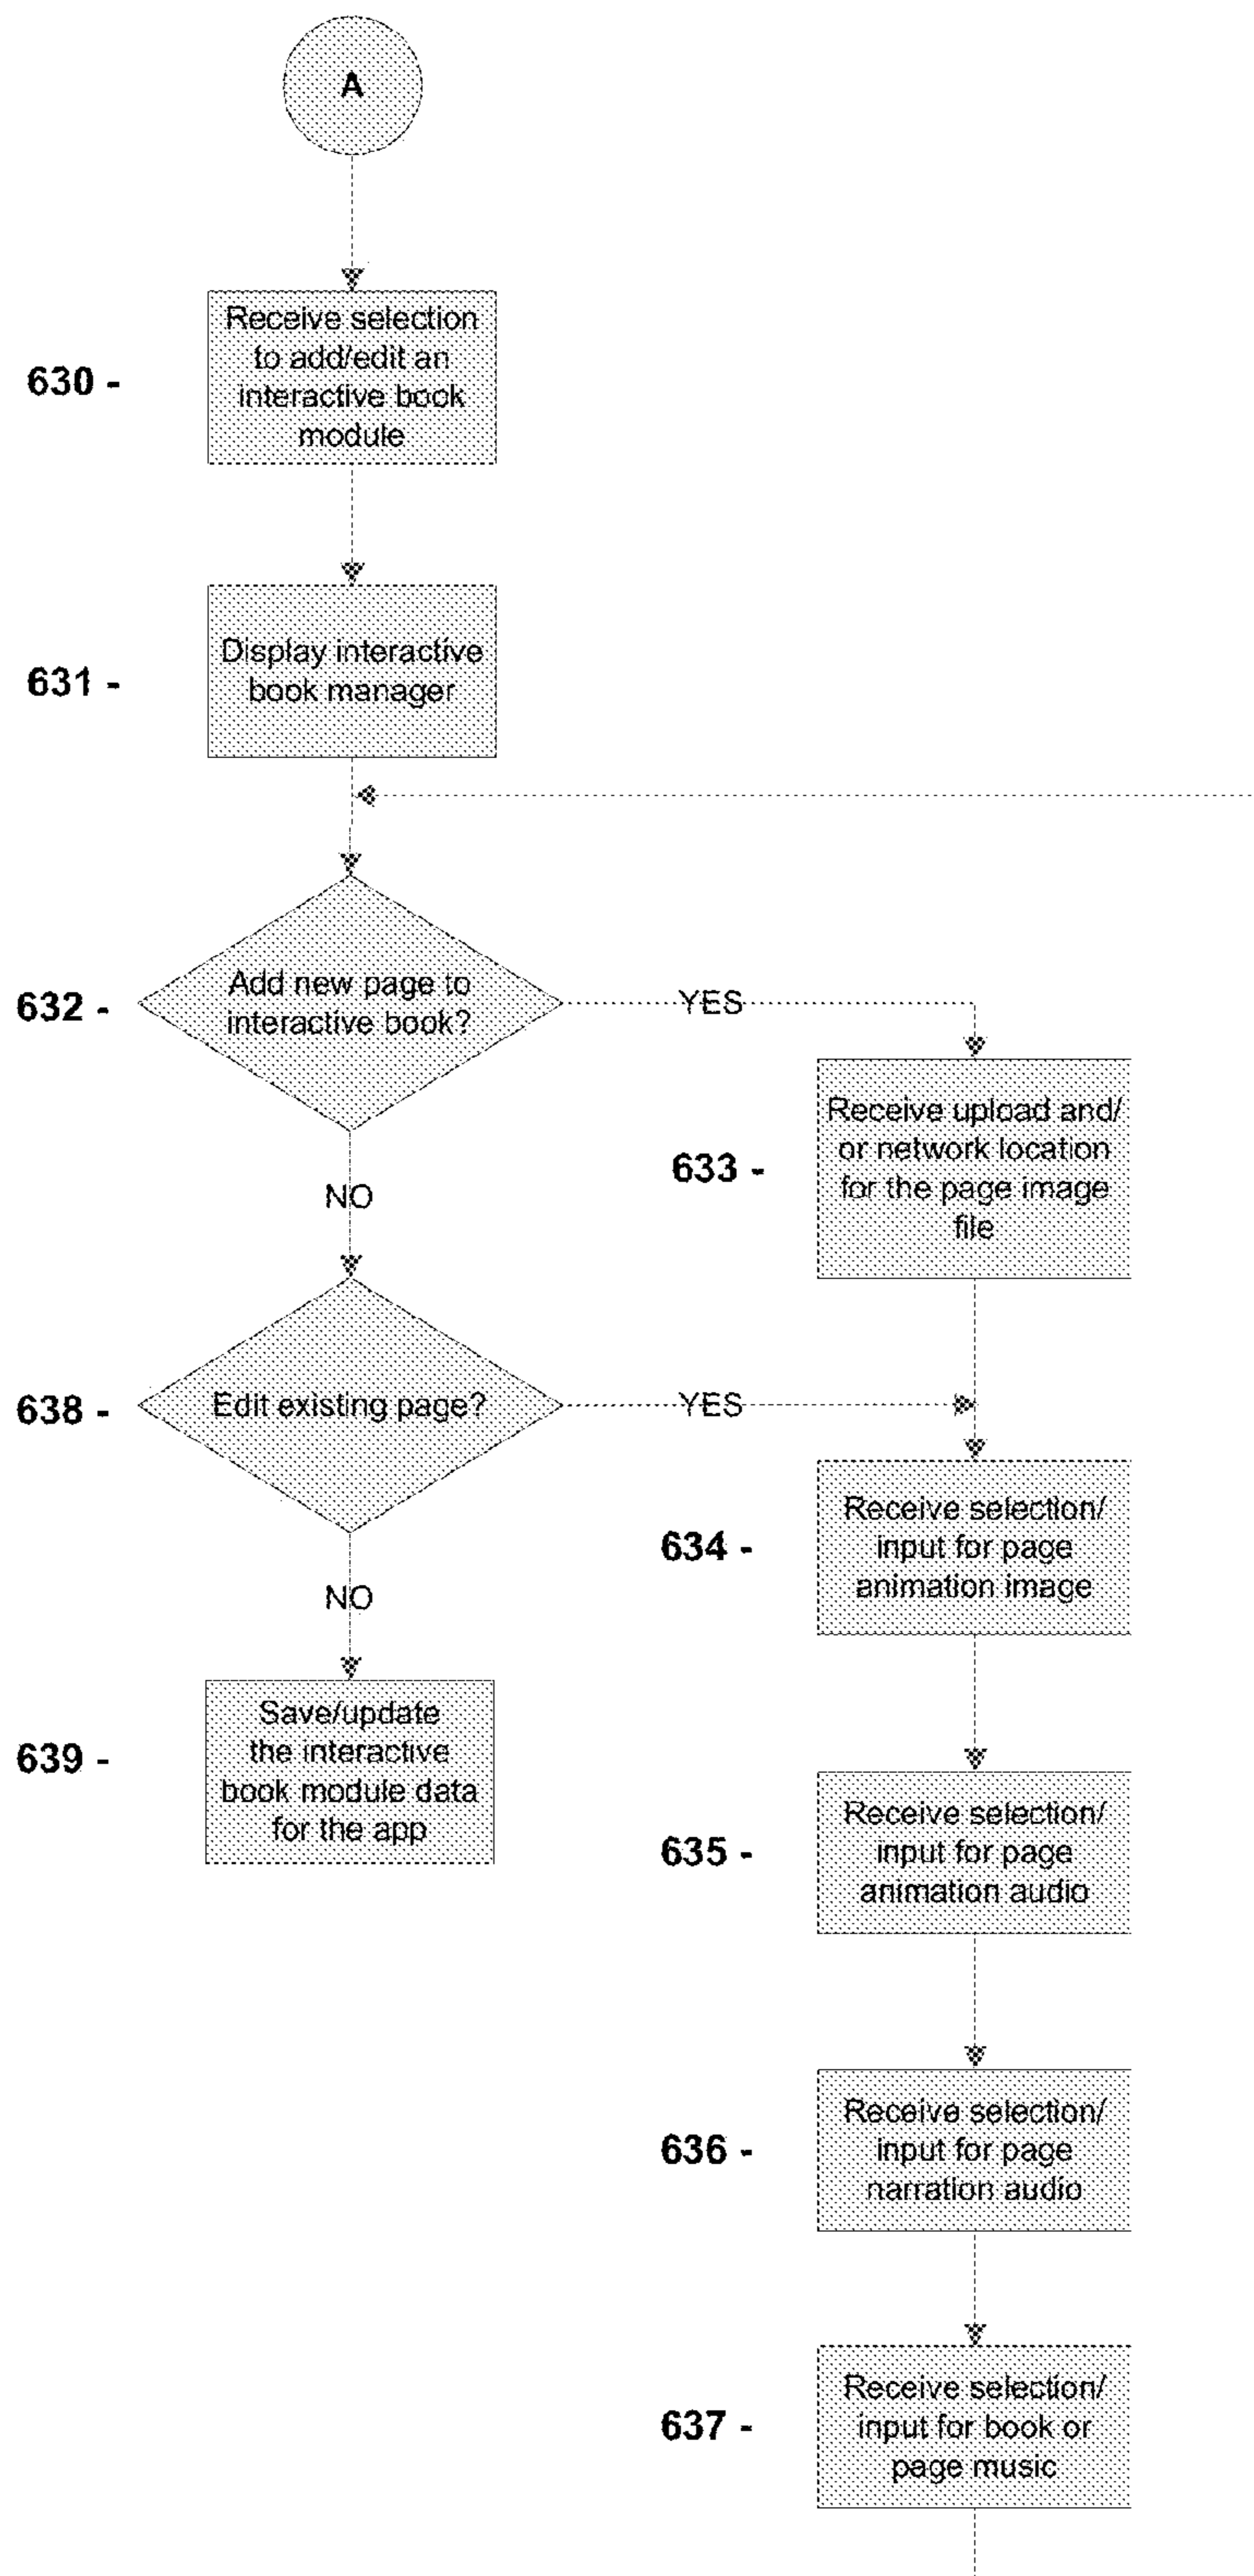 A
630 -
Receive selection
to add/edit an
interactive book
module
631 -
Display interactive
book manager
632 -
Add new page to
interactive book?
YES
NO
633 -
Receive upload and/
or network location
for the page image
file
638 -
Edit existing page?
YES
NO
634 -
Receive selection/
input for page
animation image
639 -
Save/update
the interactive
book module data
for the app
635 -
Receive selection/
input for page
animation audio
636 -
Receive selection/
input for page
narration audio
637 -
Receive selection/
input for book or
page music